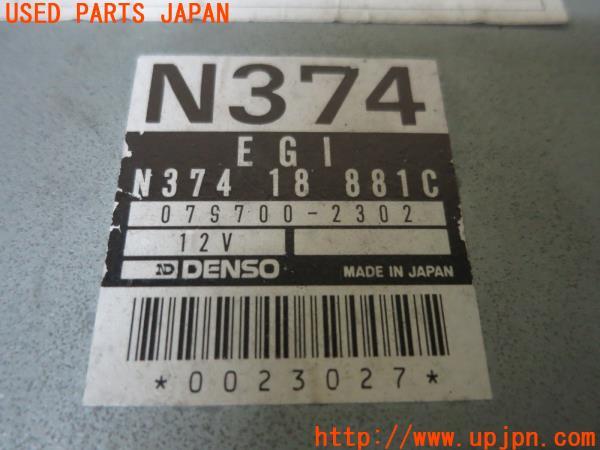 USED PARTS JAPAN
N374
EGI
N374 18 881C
079700-2302
12V
ND DENSO MADE IN JAPAN
*0023027*
http://www.upjpn.com